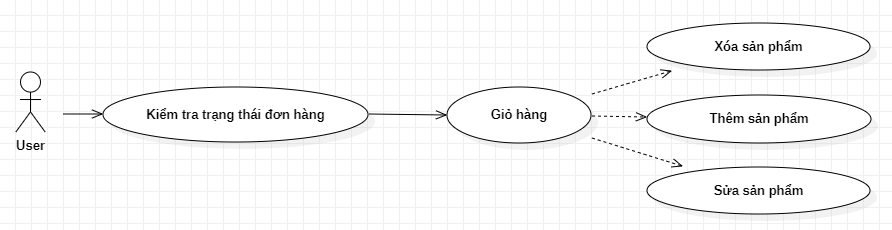 Xóa sản phẩm
Kiểm tra trạng thái đơn hàng
Giỏ hàng
Thêm sản phẩm
User
Sửa sản phẩm